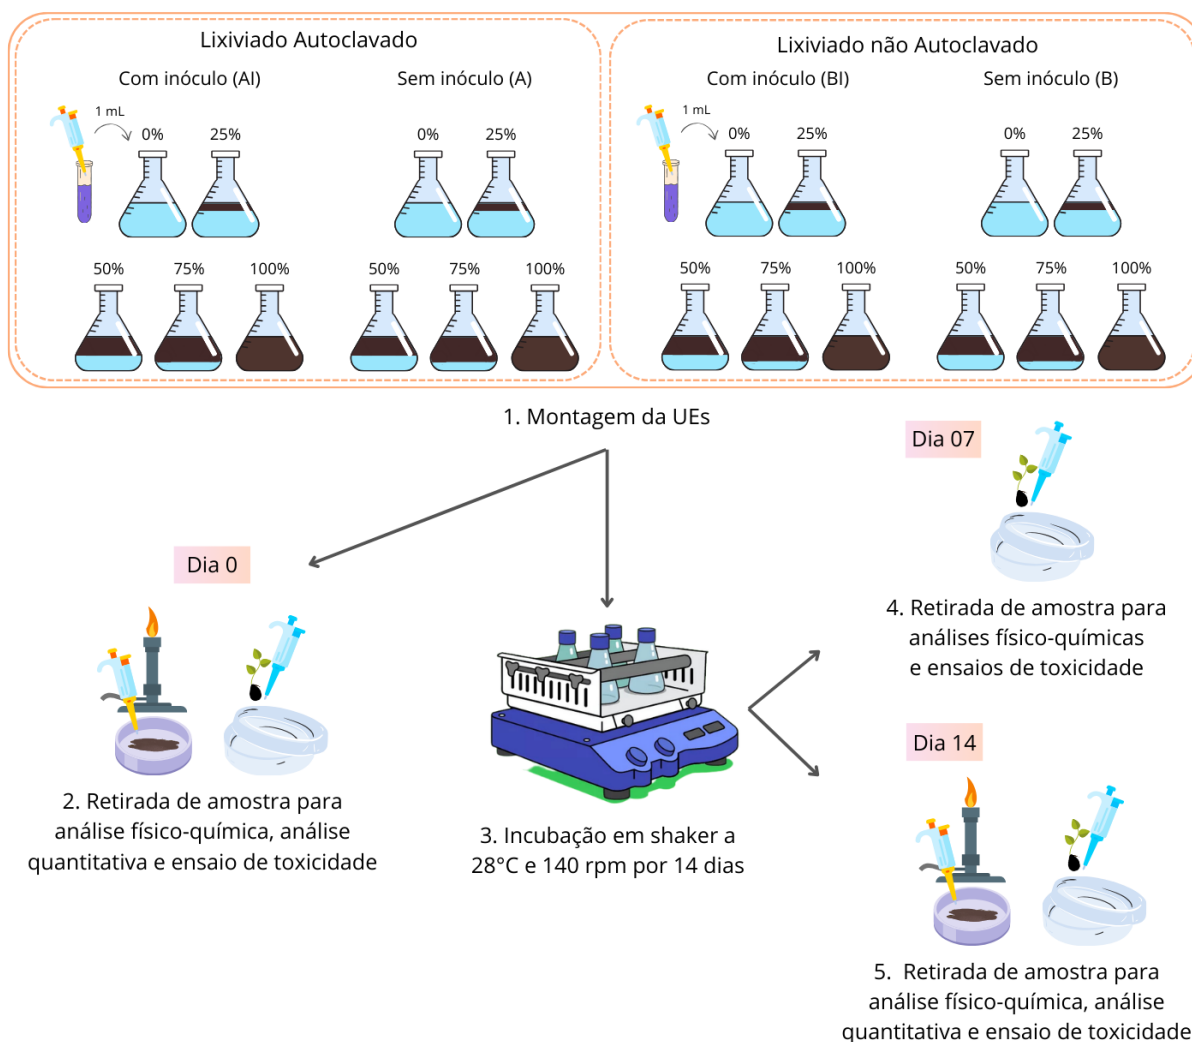 Lixiviado Autoclavado
Com inóculo (AI)
Sem inóculo (A)
1 mL
0%
25%
0%
25%
50%
75%
100%
50%
75%
100%
Lixiviado não Autoclavado
Com inóculo (BI)
Sem inóculo (B)
1 mL
0%
25%
0%
25%
50%
75%
100%
50%
75%
100%
1. Montagem da UEs
Dia 0
2. Retirada de amostra para
análise físico-químía, análise
quantitativa e ensaio de toxicidade
3. Incubação em shaker a
28°C e 140 rpm por 14 dias
Dia 07
4. Retirada de amostra para
análises físico-químicas
e ensaios de toxicidade
Dia 14
5. Retirada de amostra para
análise físico-química, análise
quantitativa e ensaio de toxicidade